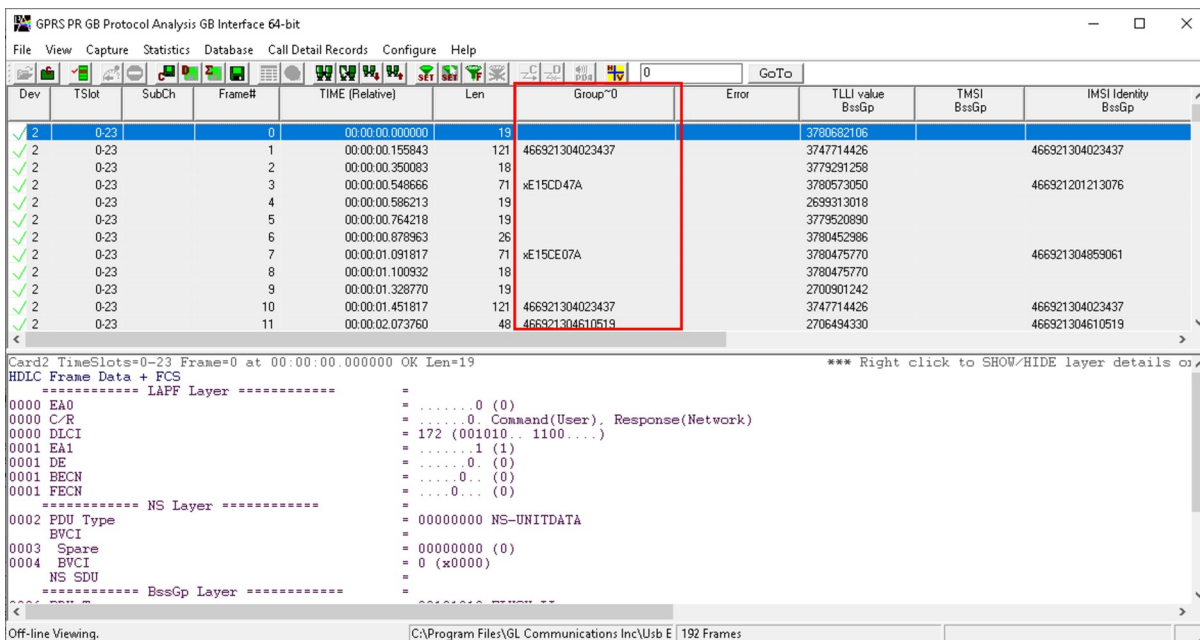 GPRS PR GB Protocol Analysis GB Interface 64-bit
File View Capture Statistics Database Call Detail Records Configure Help
SET SET F 0 GoTo
Dev TSlot SubCh Frame# TIME (Relative) Len Group~0 Error TLLI value BssGp TMSI BssGp IMSI Identity BssGp
2 0-23 0 00:00:00.000000 19 3780682106
2 0-23 1 00:00:00.155843 121 466921304023437 3747714426 466921304023437
2 0-23 2 00:00:00.350083 18 3779291258
2 0-23 3 00:00:00.548666 71 xE15CD47A 3780573050 466921201213076
2 0-23 4 00:00:00.586213 19 2699313018
2 0-23 5 00:00:00.764218 19 3779520890
2 0-23 6 00:00:00.878963 26 3780452986
2 0-23 7 00:00:01.091817 71 xE15CE07A 3780475770 466921304859061
2 0-23 8 00:00:01.100932 18 3780475770
2 0-23 9 00:00:01.328770 19 2700901242
2 0-23 10 00:00:01.451817 121 466921304023437 3747714426 466921304023437
2 0-23 11 00:00:02.073760 48 466921304610519 2706494330 466921304610519
Card2 TimeSlots=0-23 Frame=0 at 00:00:00.000000 OK Len=19 *** Right click to SHOW/HIDE layer details
HDLC Frame Data + FCS
============ LAPF Layer ============ =
0000 EA0 = .......0 (0)
0000 C/R = ......0. Command(User), Response(Network)
0000 DLCI = 172 (001010.. 1100....)
0001 EA1 = .......1 (1)
0001 DE = ......0. (0)
0001 BECN = .....0.. (0)
0001 FECN = ....0... (0)
============ NS Layer ============ =
0002 PDU Type = 00000000 NS-UNITDATA
BVCI =
0003 Spare = 00000000 (0)
0004 BVCI = 0 (x0000)
NS SDU =
============ BssGp Layer ============ =
Off-line Viewing. C:\Program Files\GL Communications Inc\Usb E 192 Frames